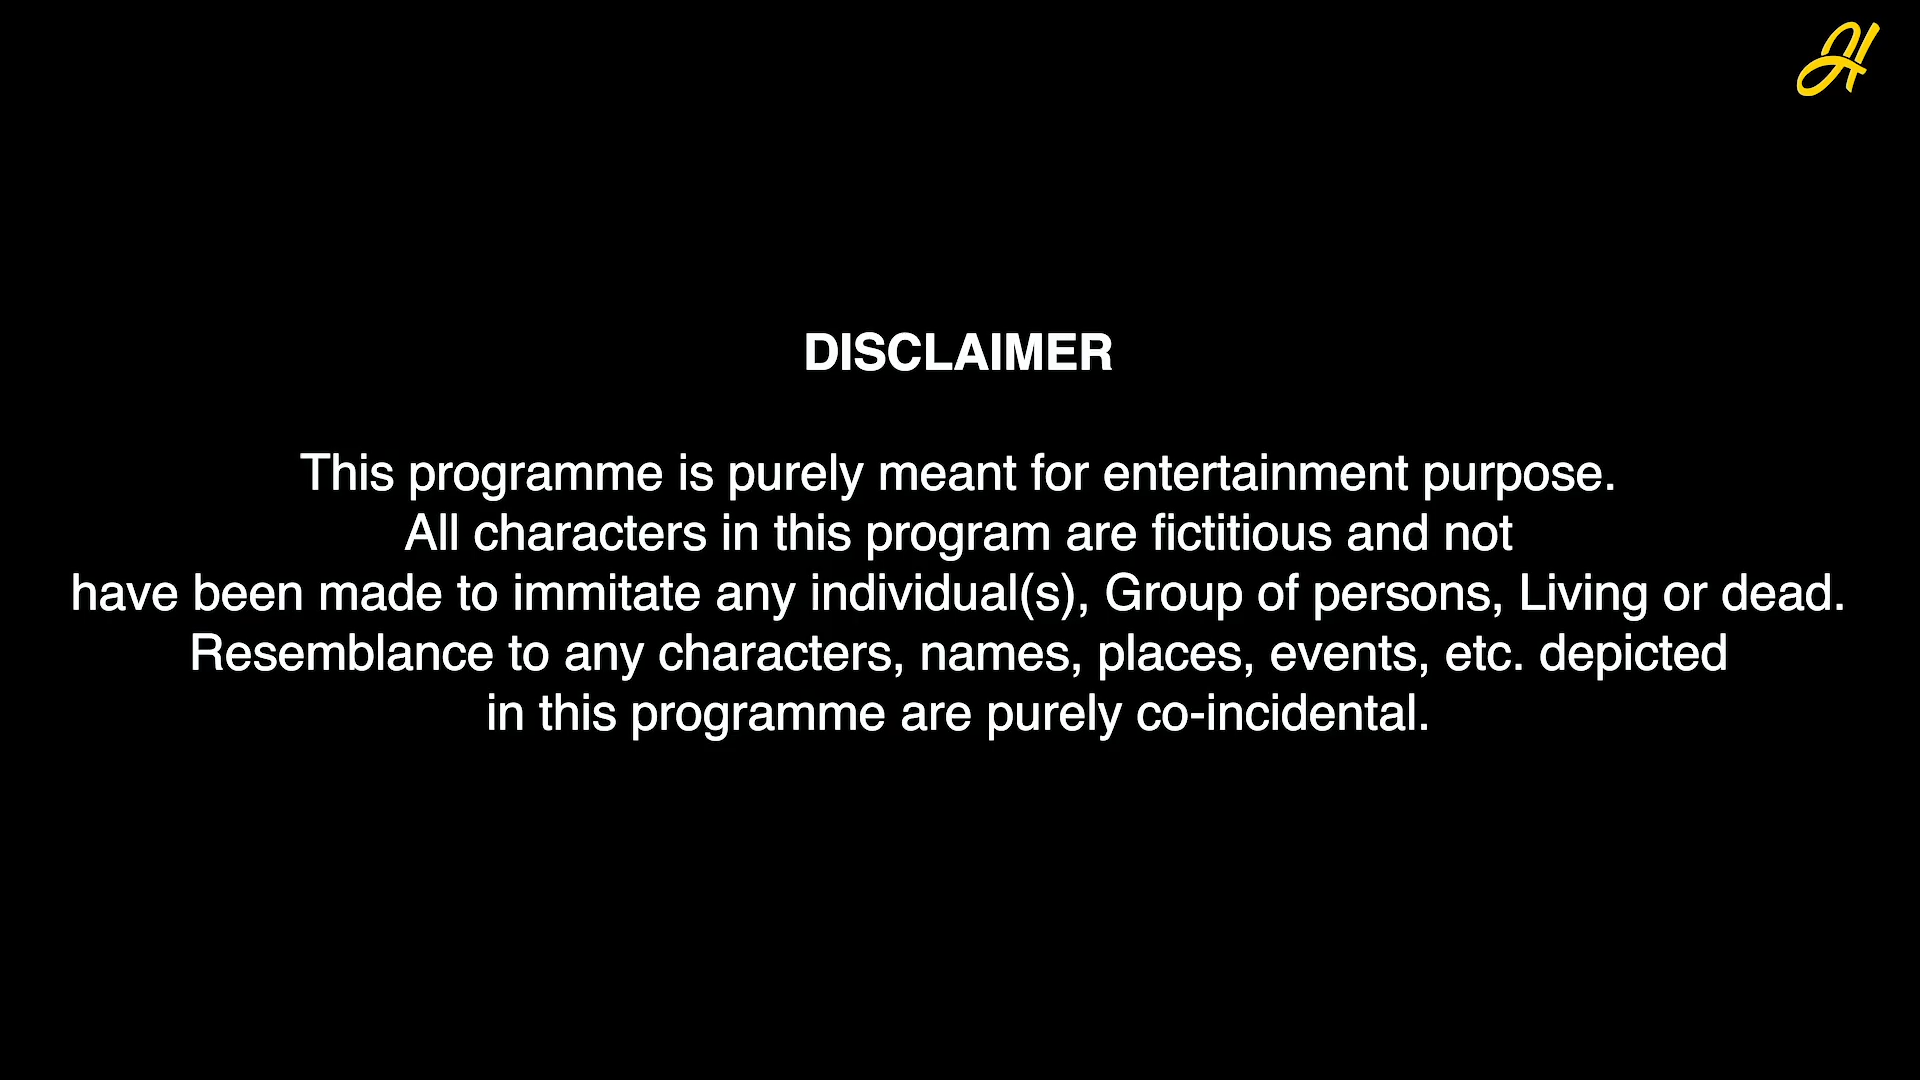 H
DISCLAIMER
This programme is purely meant for entertainment purpose.
All characters in this program are fictitious and not
have been made to immitate any individual(s), Group of persons, Living or dead.
Resemblance to any characters, names, places, events, etc. depicted
in this programme are purely co-incidental.